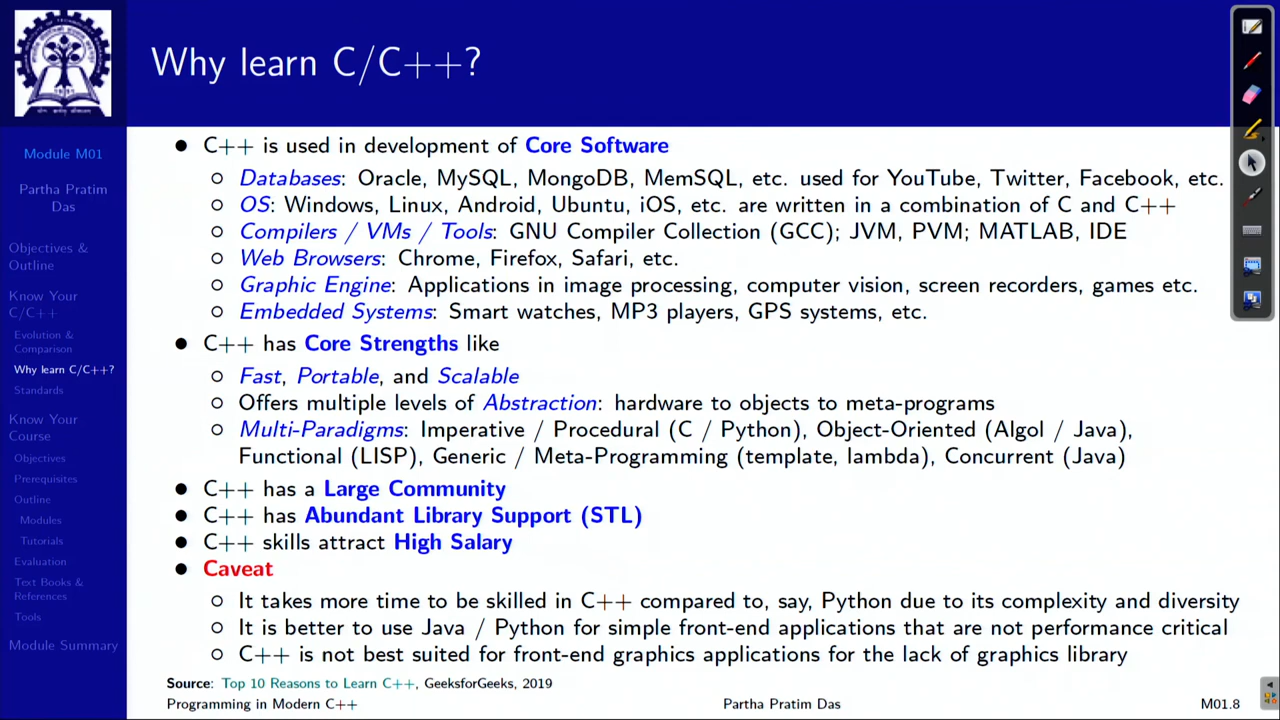 Why learn C/C++?
Module M01
Partha Pratim
Das
Objectives &
Outline
Know Your
C/C++
Evolution &
Comparison
Why learn C/C++?
Standards
Know Your
Course
Objectives
Prerequisites
Outline
Modules
Tutorials
Evaluation
Text Books &
References
Tools
Module Summary
● C++ is used in development of Core Software
○ Databases: Oracle, MySQL, MongoDB, MemSQL, etc. used for YouTube, Twitter, Facebook, etc.
○ OS: Windows, Linux, Android, Ubuntu, iOS, etc. are written in a combination of C and C++
○ Compilers / VMs / Tools: GNU Compiler Collection (GCC); JVM, PVM; MATLAB, IDE
○ Web Browsers: Chrome, Firefox, Safari, etc.
○ Graphic Engine: Applications in image processing, computer vision, screen recorders, games etc.
○ Embedded Systems: Smart watches, MP3 players, GPS systems, etc.
● C++ has Core Strengths like
○ Fast, Portable, and Scalable
○ Offers multiple levels of Abstraction: hardware to objects to meta-programs
○ Multi-Paradigms: Imperative / Procedural (C / Python), Object-Oriented (Algol / Java),
Functional (LISP), Generic / Meta-Programming (template, lambda), Concurrent (Java)
● C++ has a Large Community
● C++ has Abundant Library Support (STL)
● C++ skills attract High Salary
● Caveat
○ It takes more time to be skilled in C++ compared to, say, Python due to its complexity and diversity
○ It is better to use Java / Python for simple front-end applications that are not performance critical
○ C++ is not best suited for front-end graphics applications for the lack of graphics library
Source: Top 10 Reasons to Learn C++, GeeksforGeeks, 2019
Programming in Modern C++
Partha Pratim Das
M01.8